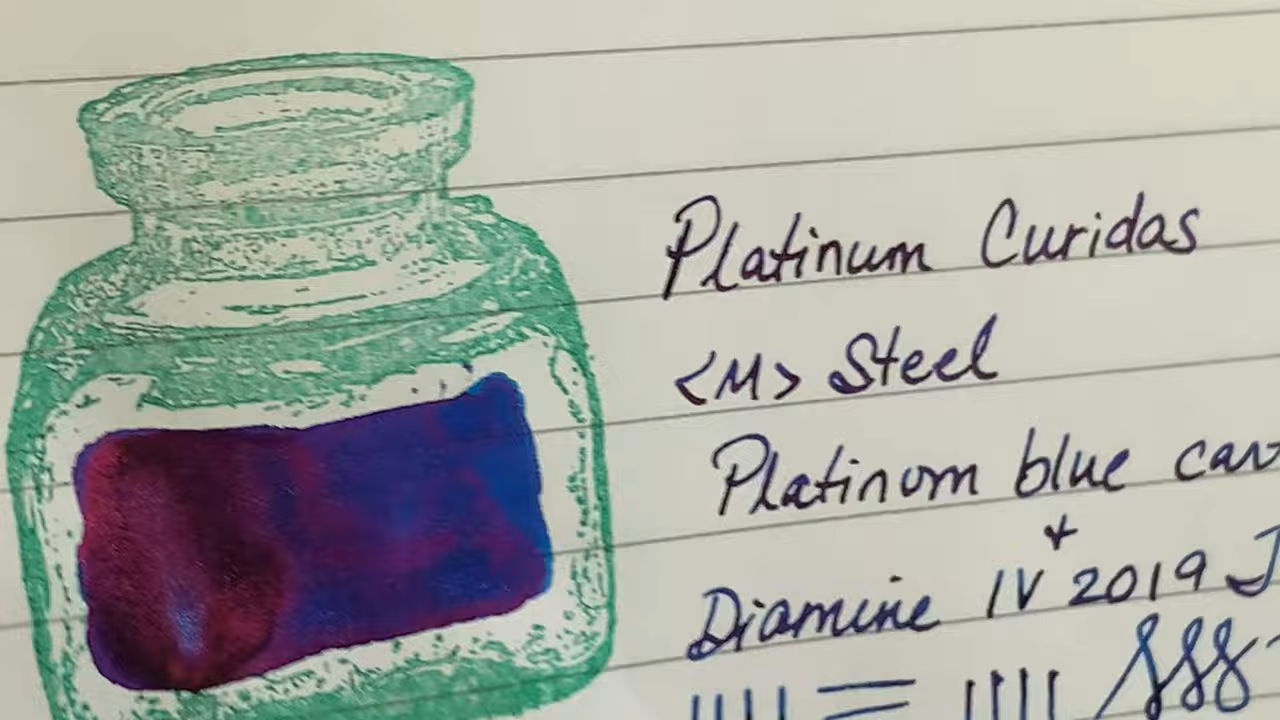 Platinum Curidas
<M> Steel
Platinum blue
+
Diamine IV 2019